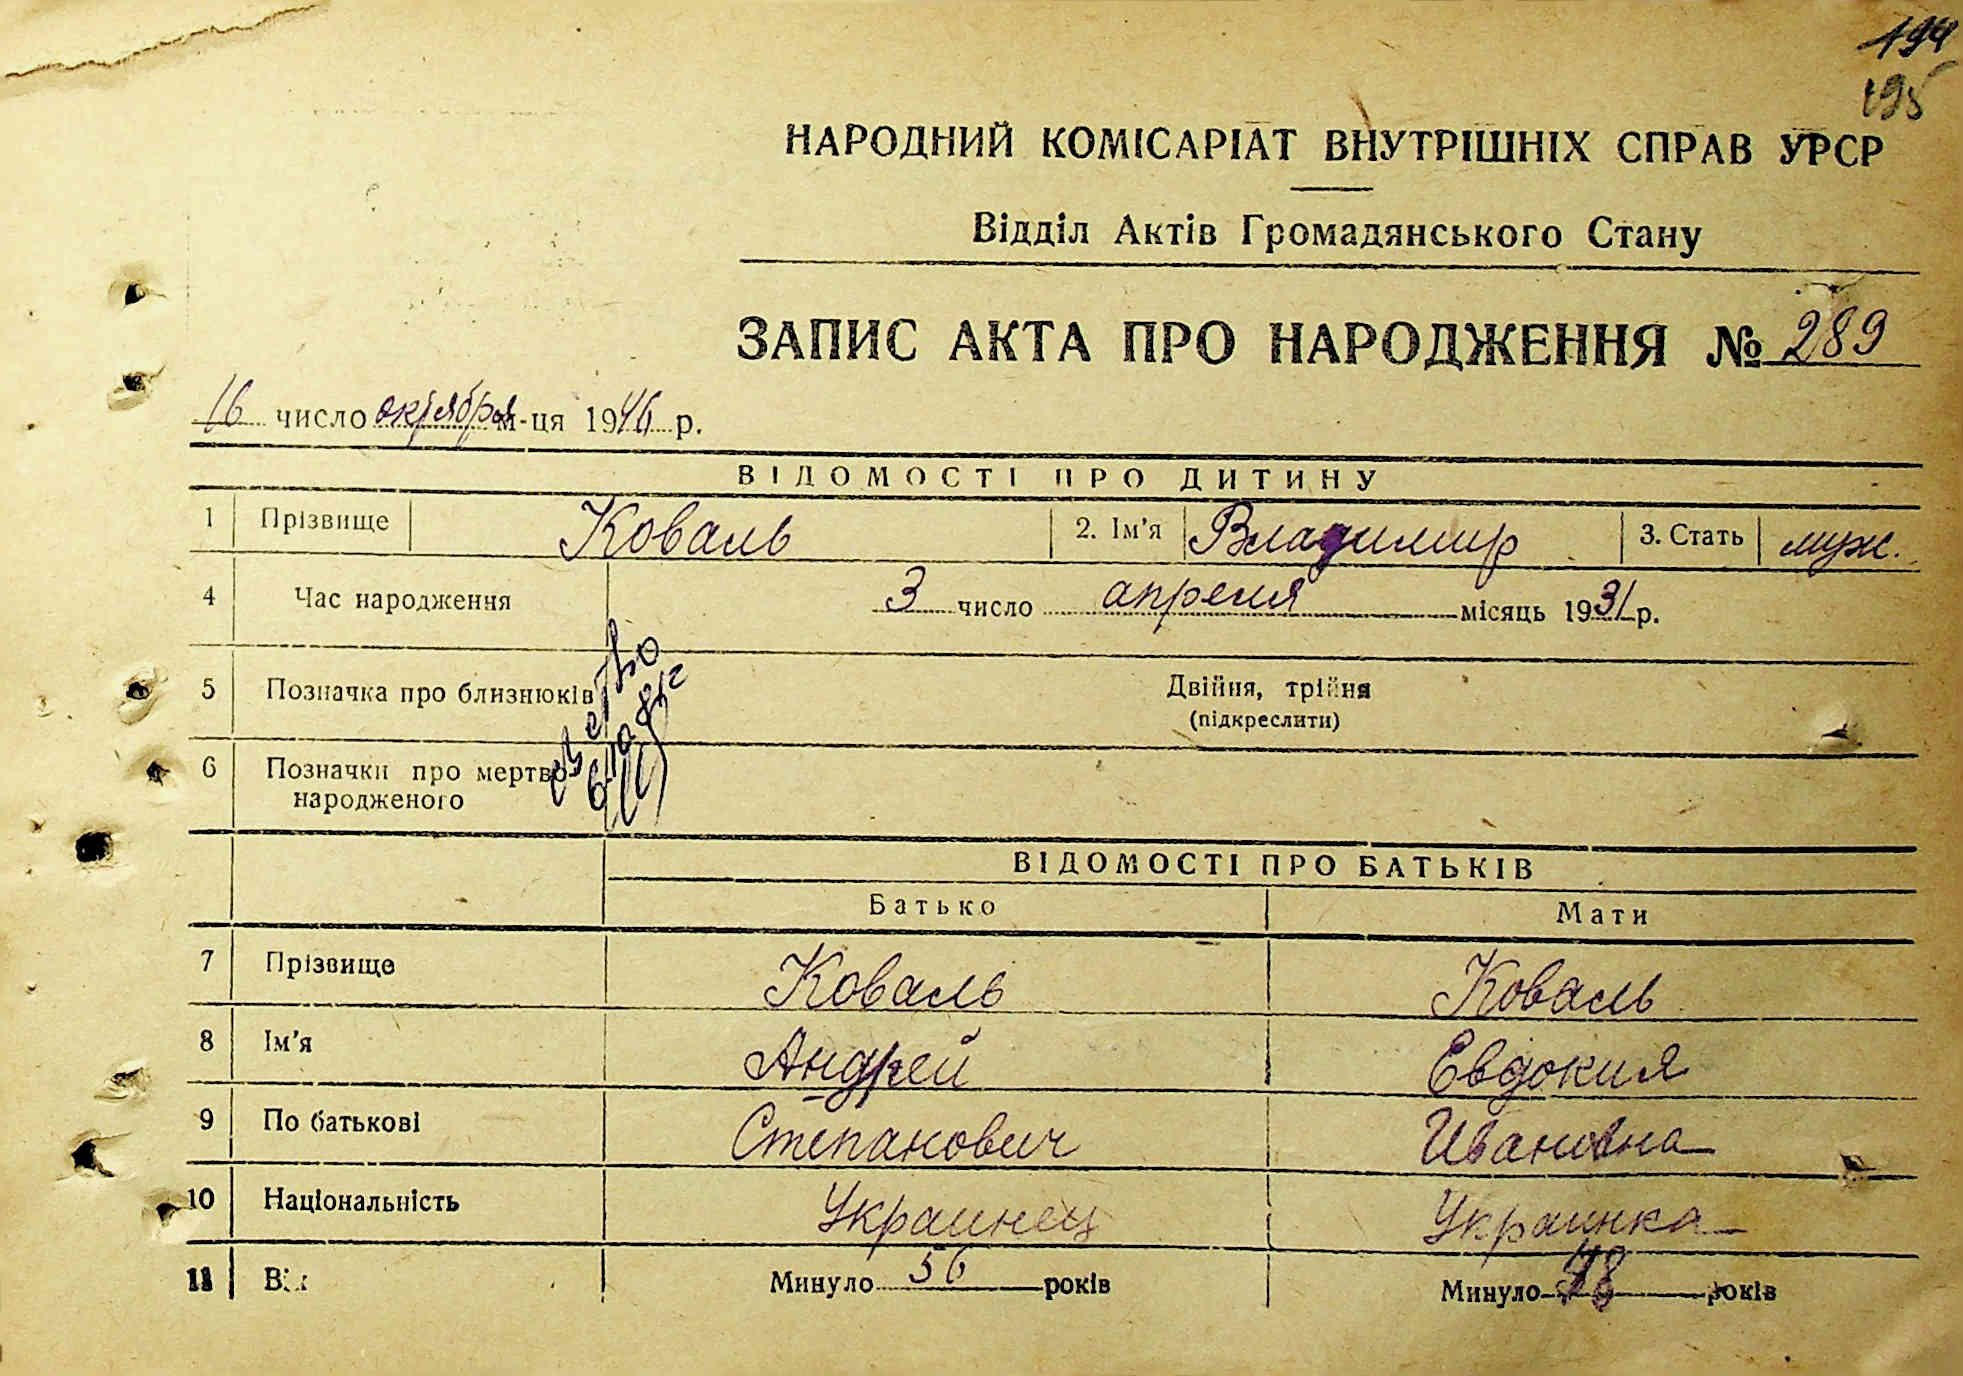 194
195
НАРОДНИЙ КОМІСАРІАТ ВНУТРІШНІХ СПРАВ УРСР
Відділ Актів Громадянського Стану
ЗАПИС АКТА ПРО НАРОДЖЕННЯ № 289
16 число октября м-ця 1946 р.
ВІДОМОСТІ ПРО ДИТИНУ
1 Прізвище Коваль 2. Ім'я Владимир 3. Стать муж.
4 Час народження 3 число апреля місяць 1931 р.
5 Позначка про близнюків Двійня, трійня
(підкреслити)
6 Позначки про мертво
народженого
ВІДОМОСТІ ПРО БАТЬКІВ
Батько Мати
7 Прізвище Коваль Коваль
8 Ім'я Андрей Евдокия
9 По батькові Степанович Ивановна
10 Національність Украинец Украинка
11 Вік Минуло 56 років Минуло 48 років